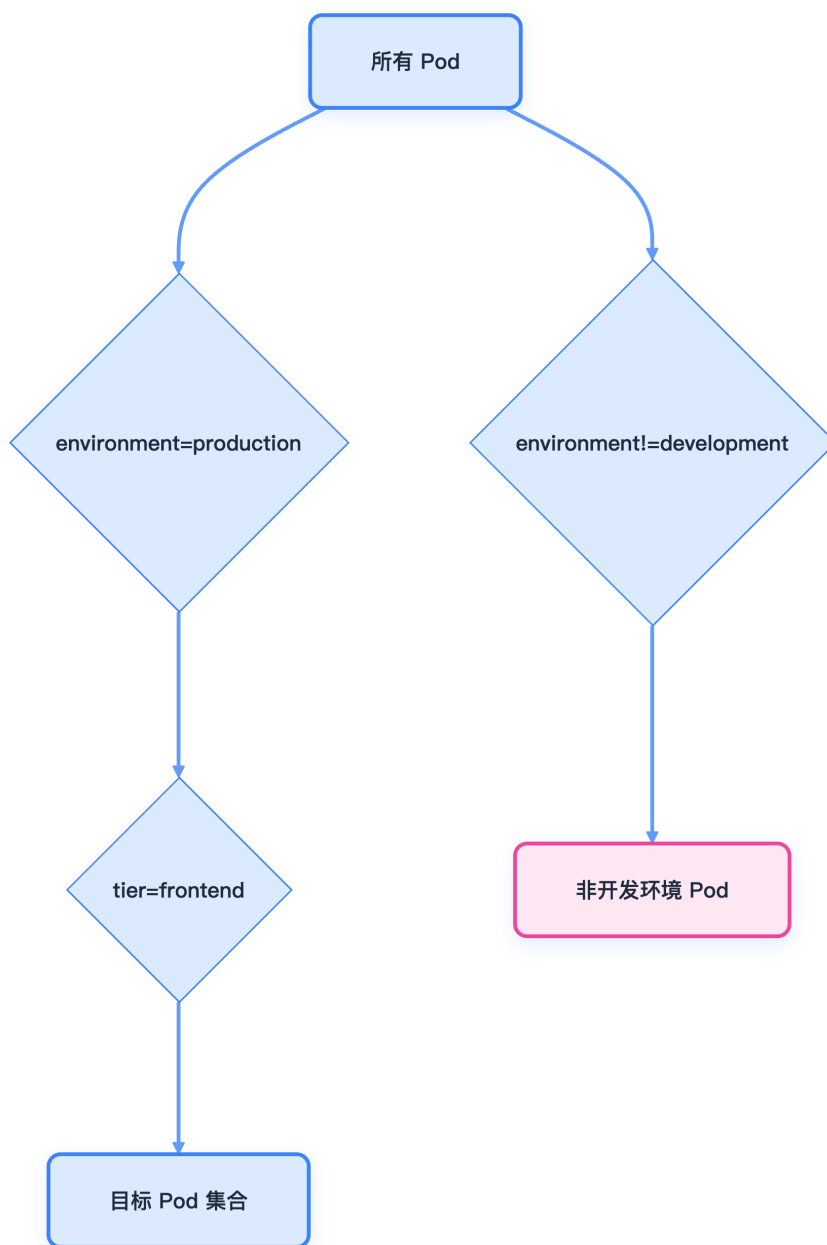 所有 Pod
environment=production
environment!=development
tier=frontend
非开发环境 Pod
目标 Pod 集合